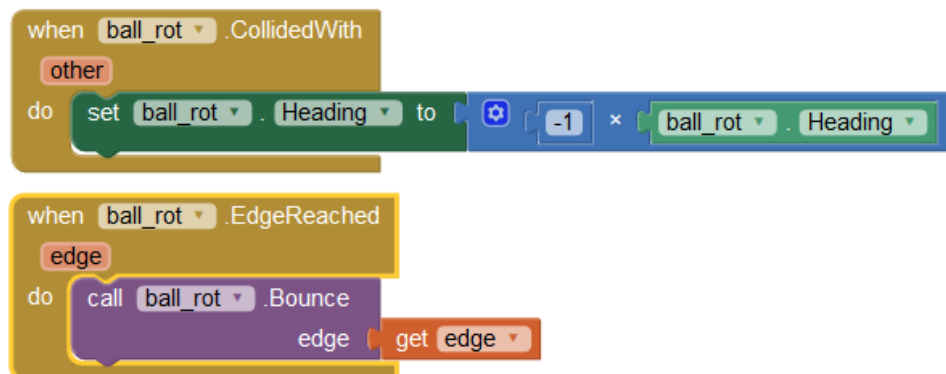 when ball_rot .CollidedWith
other
do set ball_rot . Heading to -1 × ball_rot . Heading
when ball_rot .EdgeReached
edge
do call ball_rot .Bounce
edge get edge